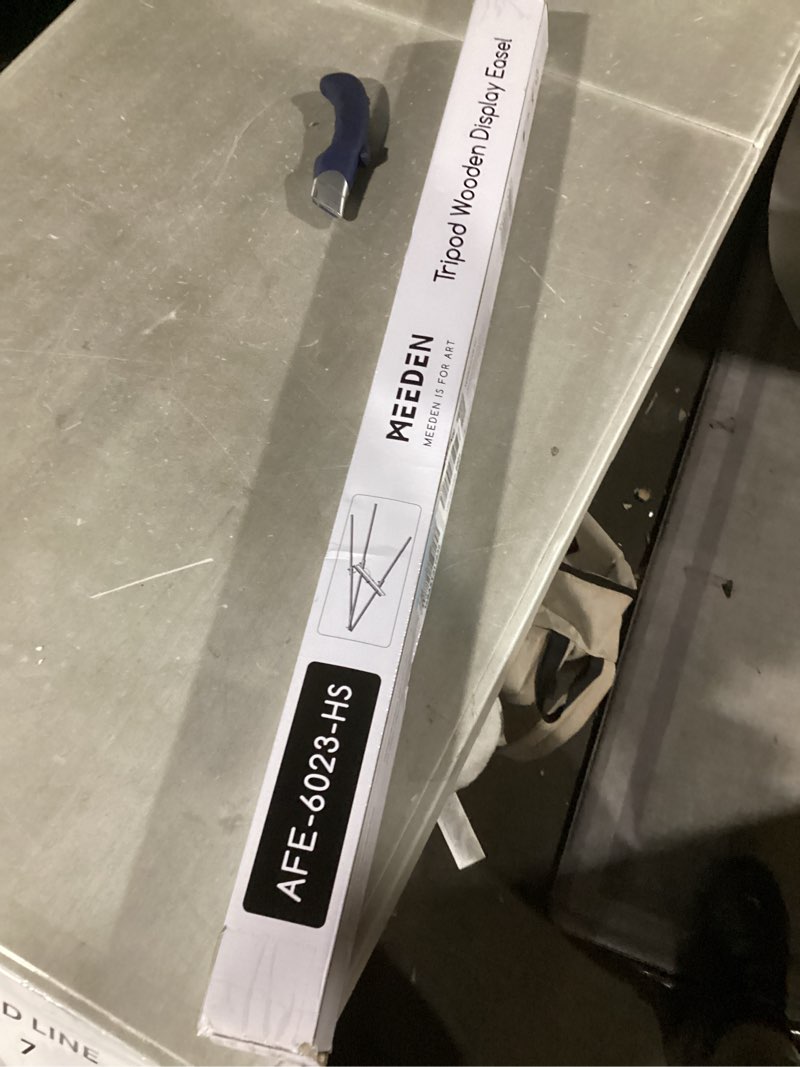 Tripod Wooden Display Easel
MEEDEN
MEEDEN IS FOR ART
AFE-6023-HS
D LINE
7